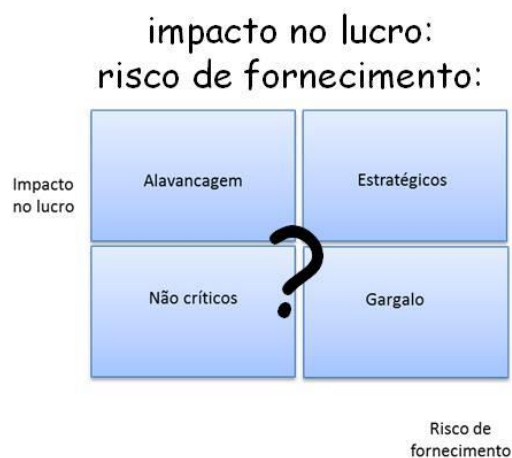 impacto no lucro:
risco de fornecimento:
Impacto
no lucro
Alavancagem
Estratégicos
?
Não críticos
Gargalo
Risco de
fornecimento